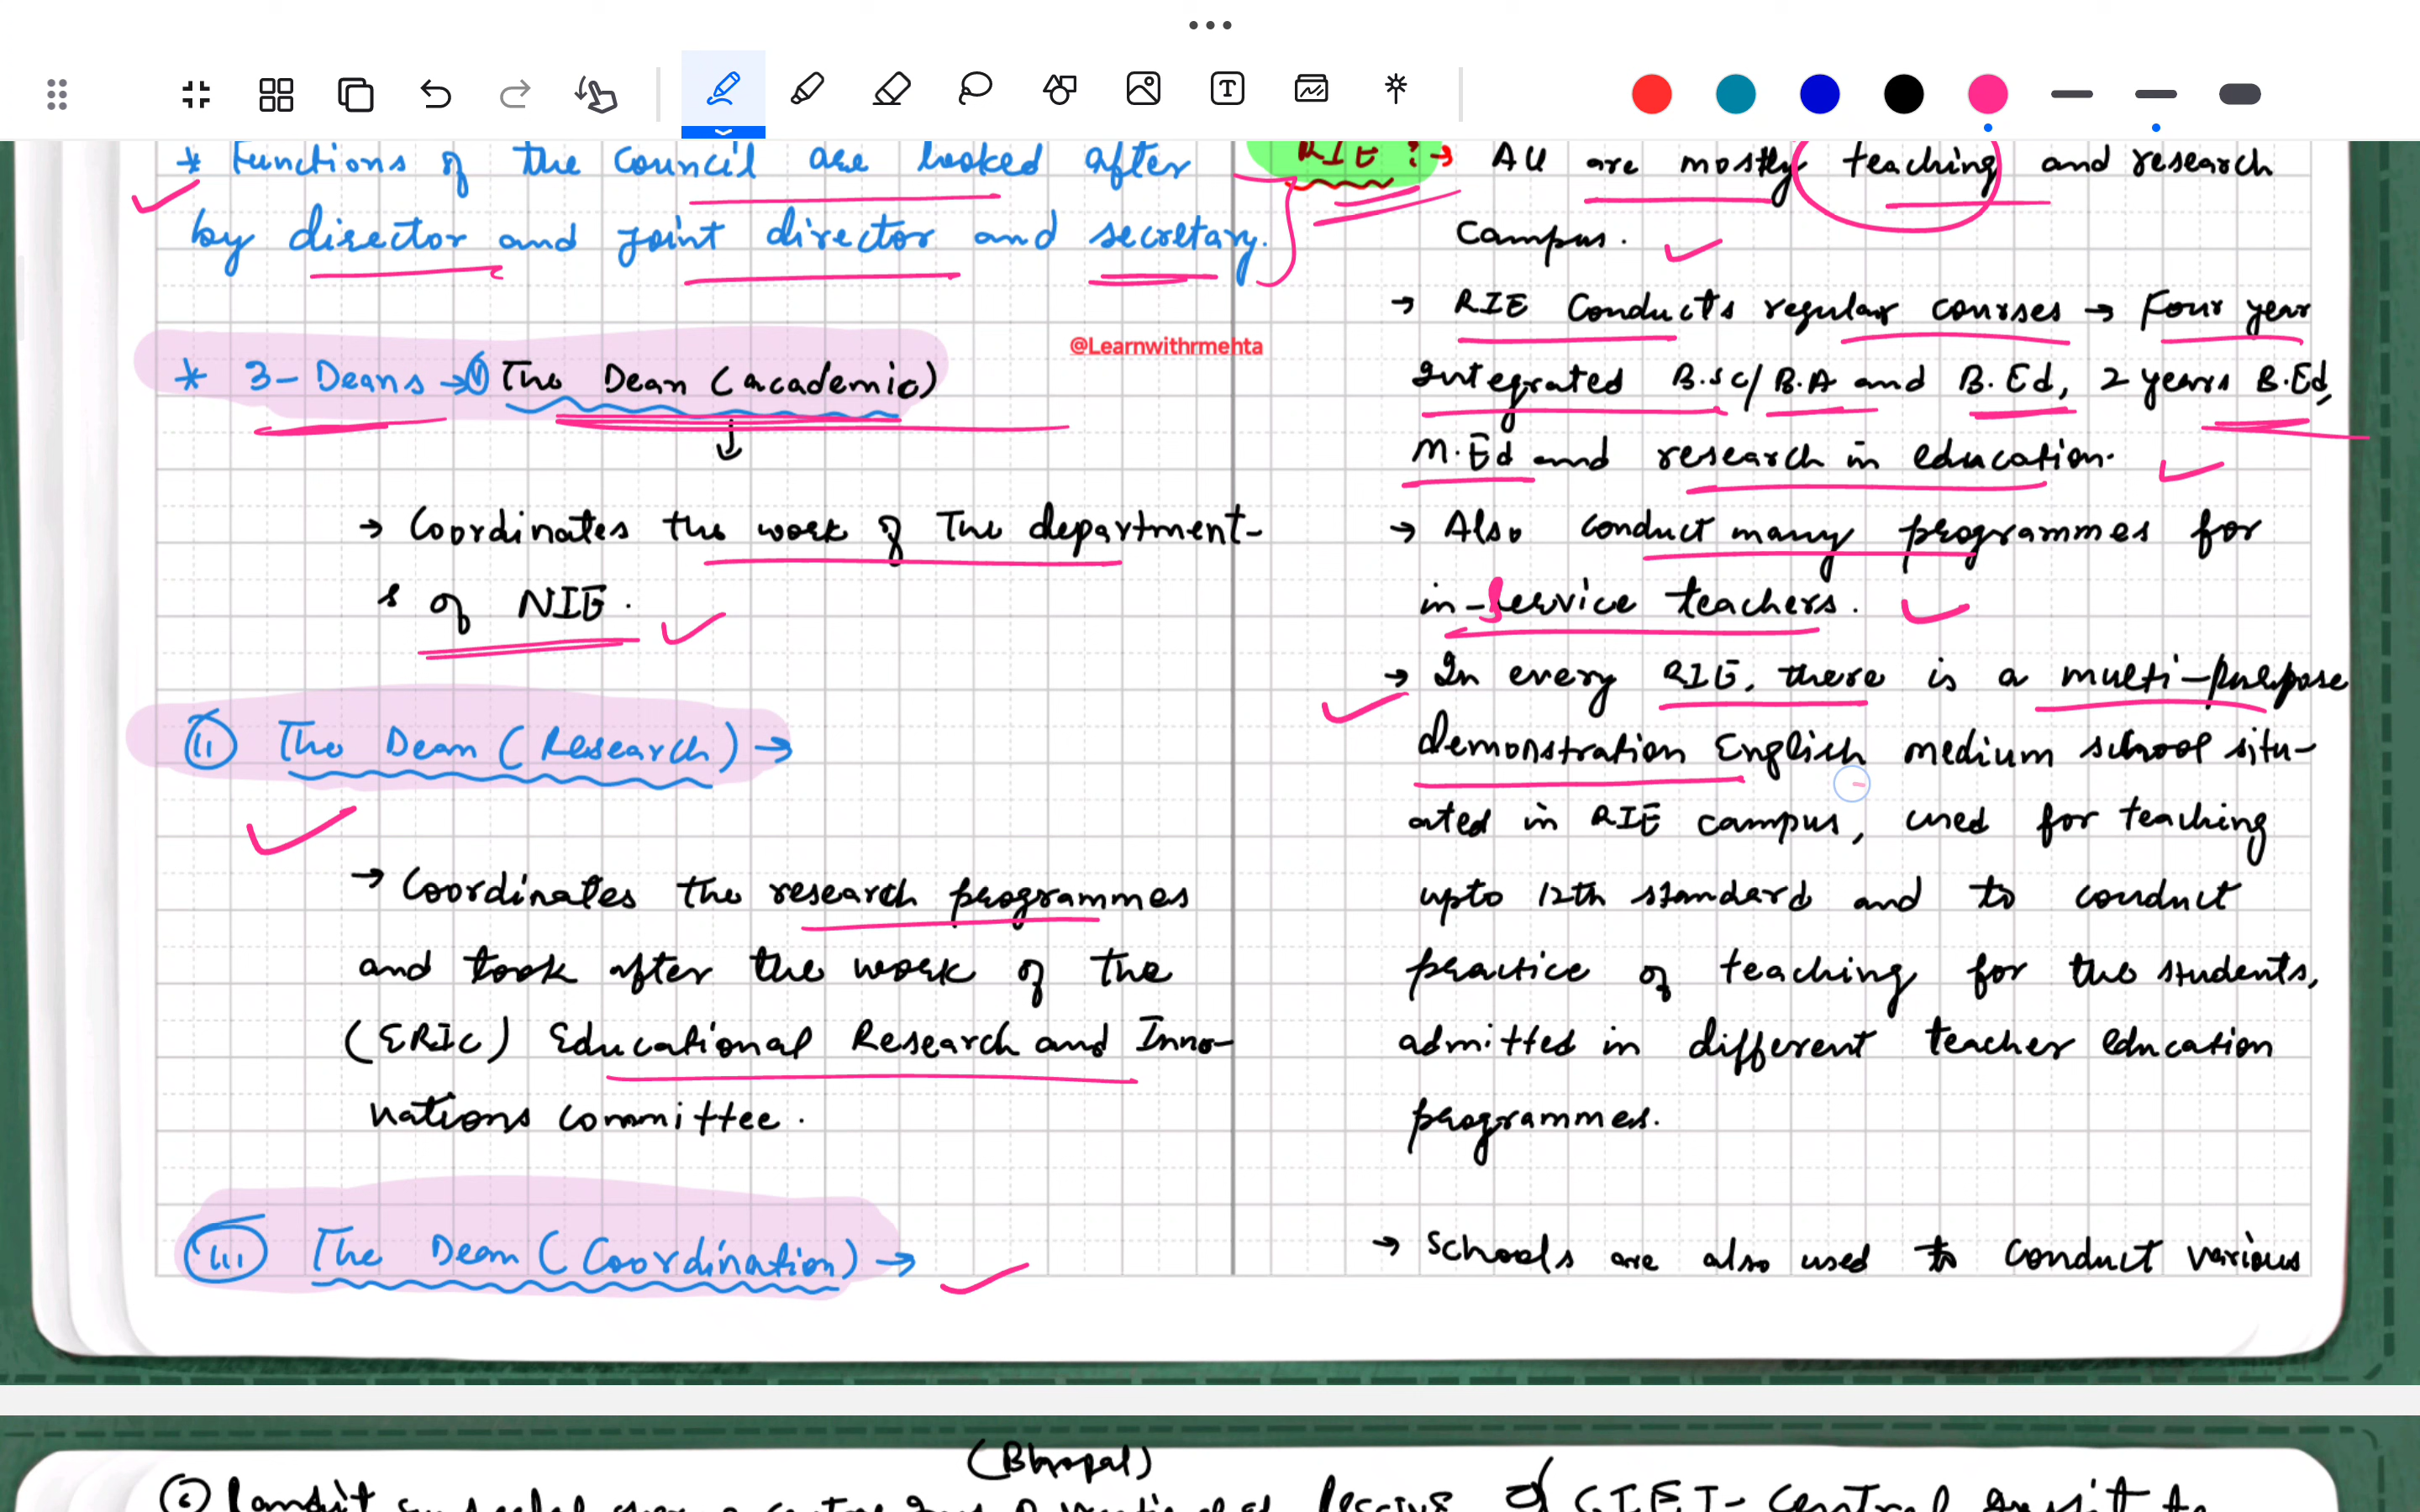 * Functions of the Council are looked after
by director and joint director and secretary.
@Learnwithrmehta
* 3-Deans → (i) The Dean (academic)
↓
→ Coordinates the work of The department-
s of NIE.
(ii) The Dean (Research) →
→ Coordinates the research programmes
and took after the work of the
(ERIC) Educational Research and Inno-
vations committee.
(iii) The Dean (Coordination) →
RIE :→ All are mostly teaching and research
Campus.
→ RIE Conducts regular courses → Four year
Integrated B.sc/B.A and B.Ed, 2 years B.Ed,
M.Ed and research in education.
→ Also conduct many programmes for
in-service teachers.
→ In every RIE, there is a multi-purpose
demonstration English medium school situ-
ated in RIE campus, used for teaching
upto 12th standard and to conduct
practice of teaching for the students,
admitted in different teacher education
programmes.
→ Schools are also used to conduct various
(Bhopal)